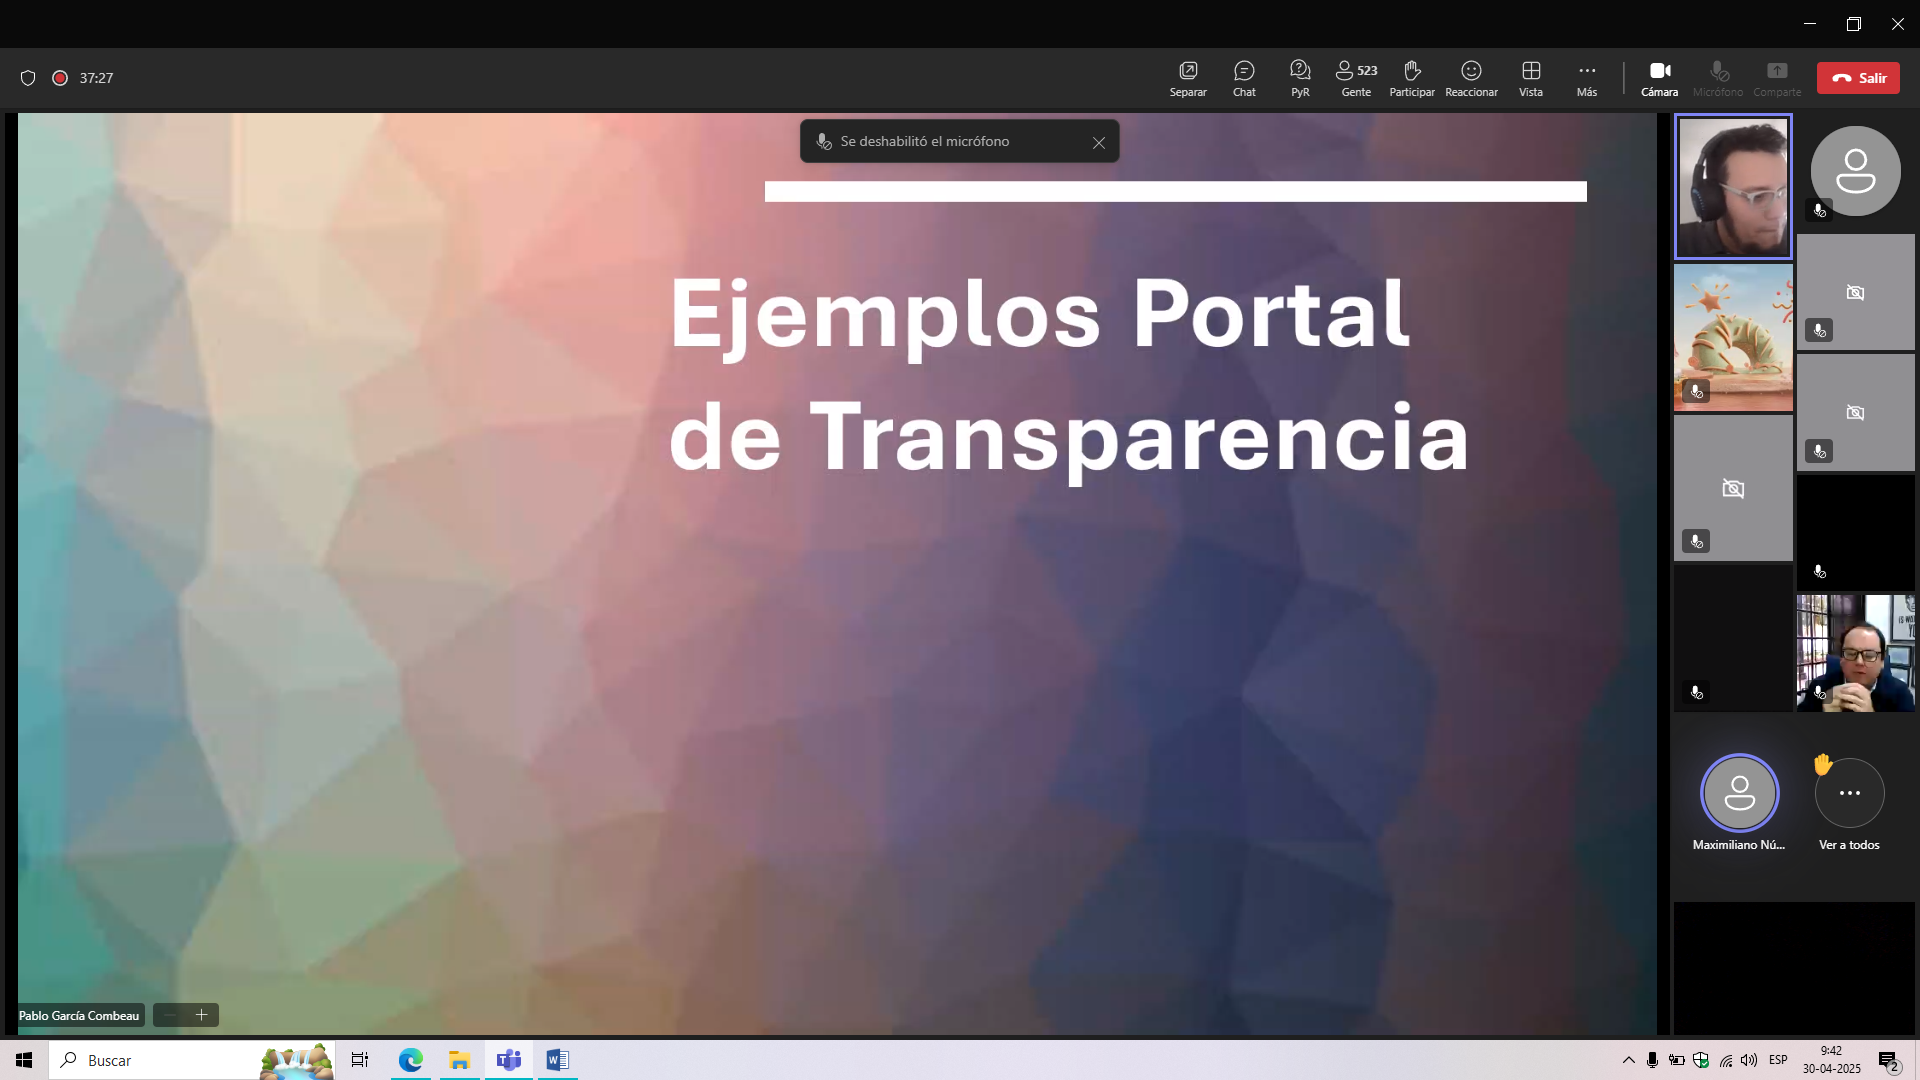 37:27
Separar
Chat
PyR
523
Gente
Participar
Reaccionar
Vista
Más
Cámara
Micrófono
Comparte
Salir
Se deshabilitó el micrófono
Ejemplos Portal
de Transparencia
Maximiliano Nú...
Ver a todos
Pablo García Combeau
Buscar
ESP
9:42
30-04-2025
2